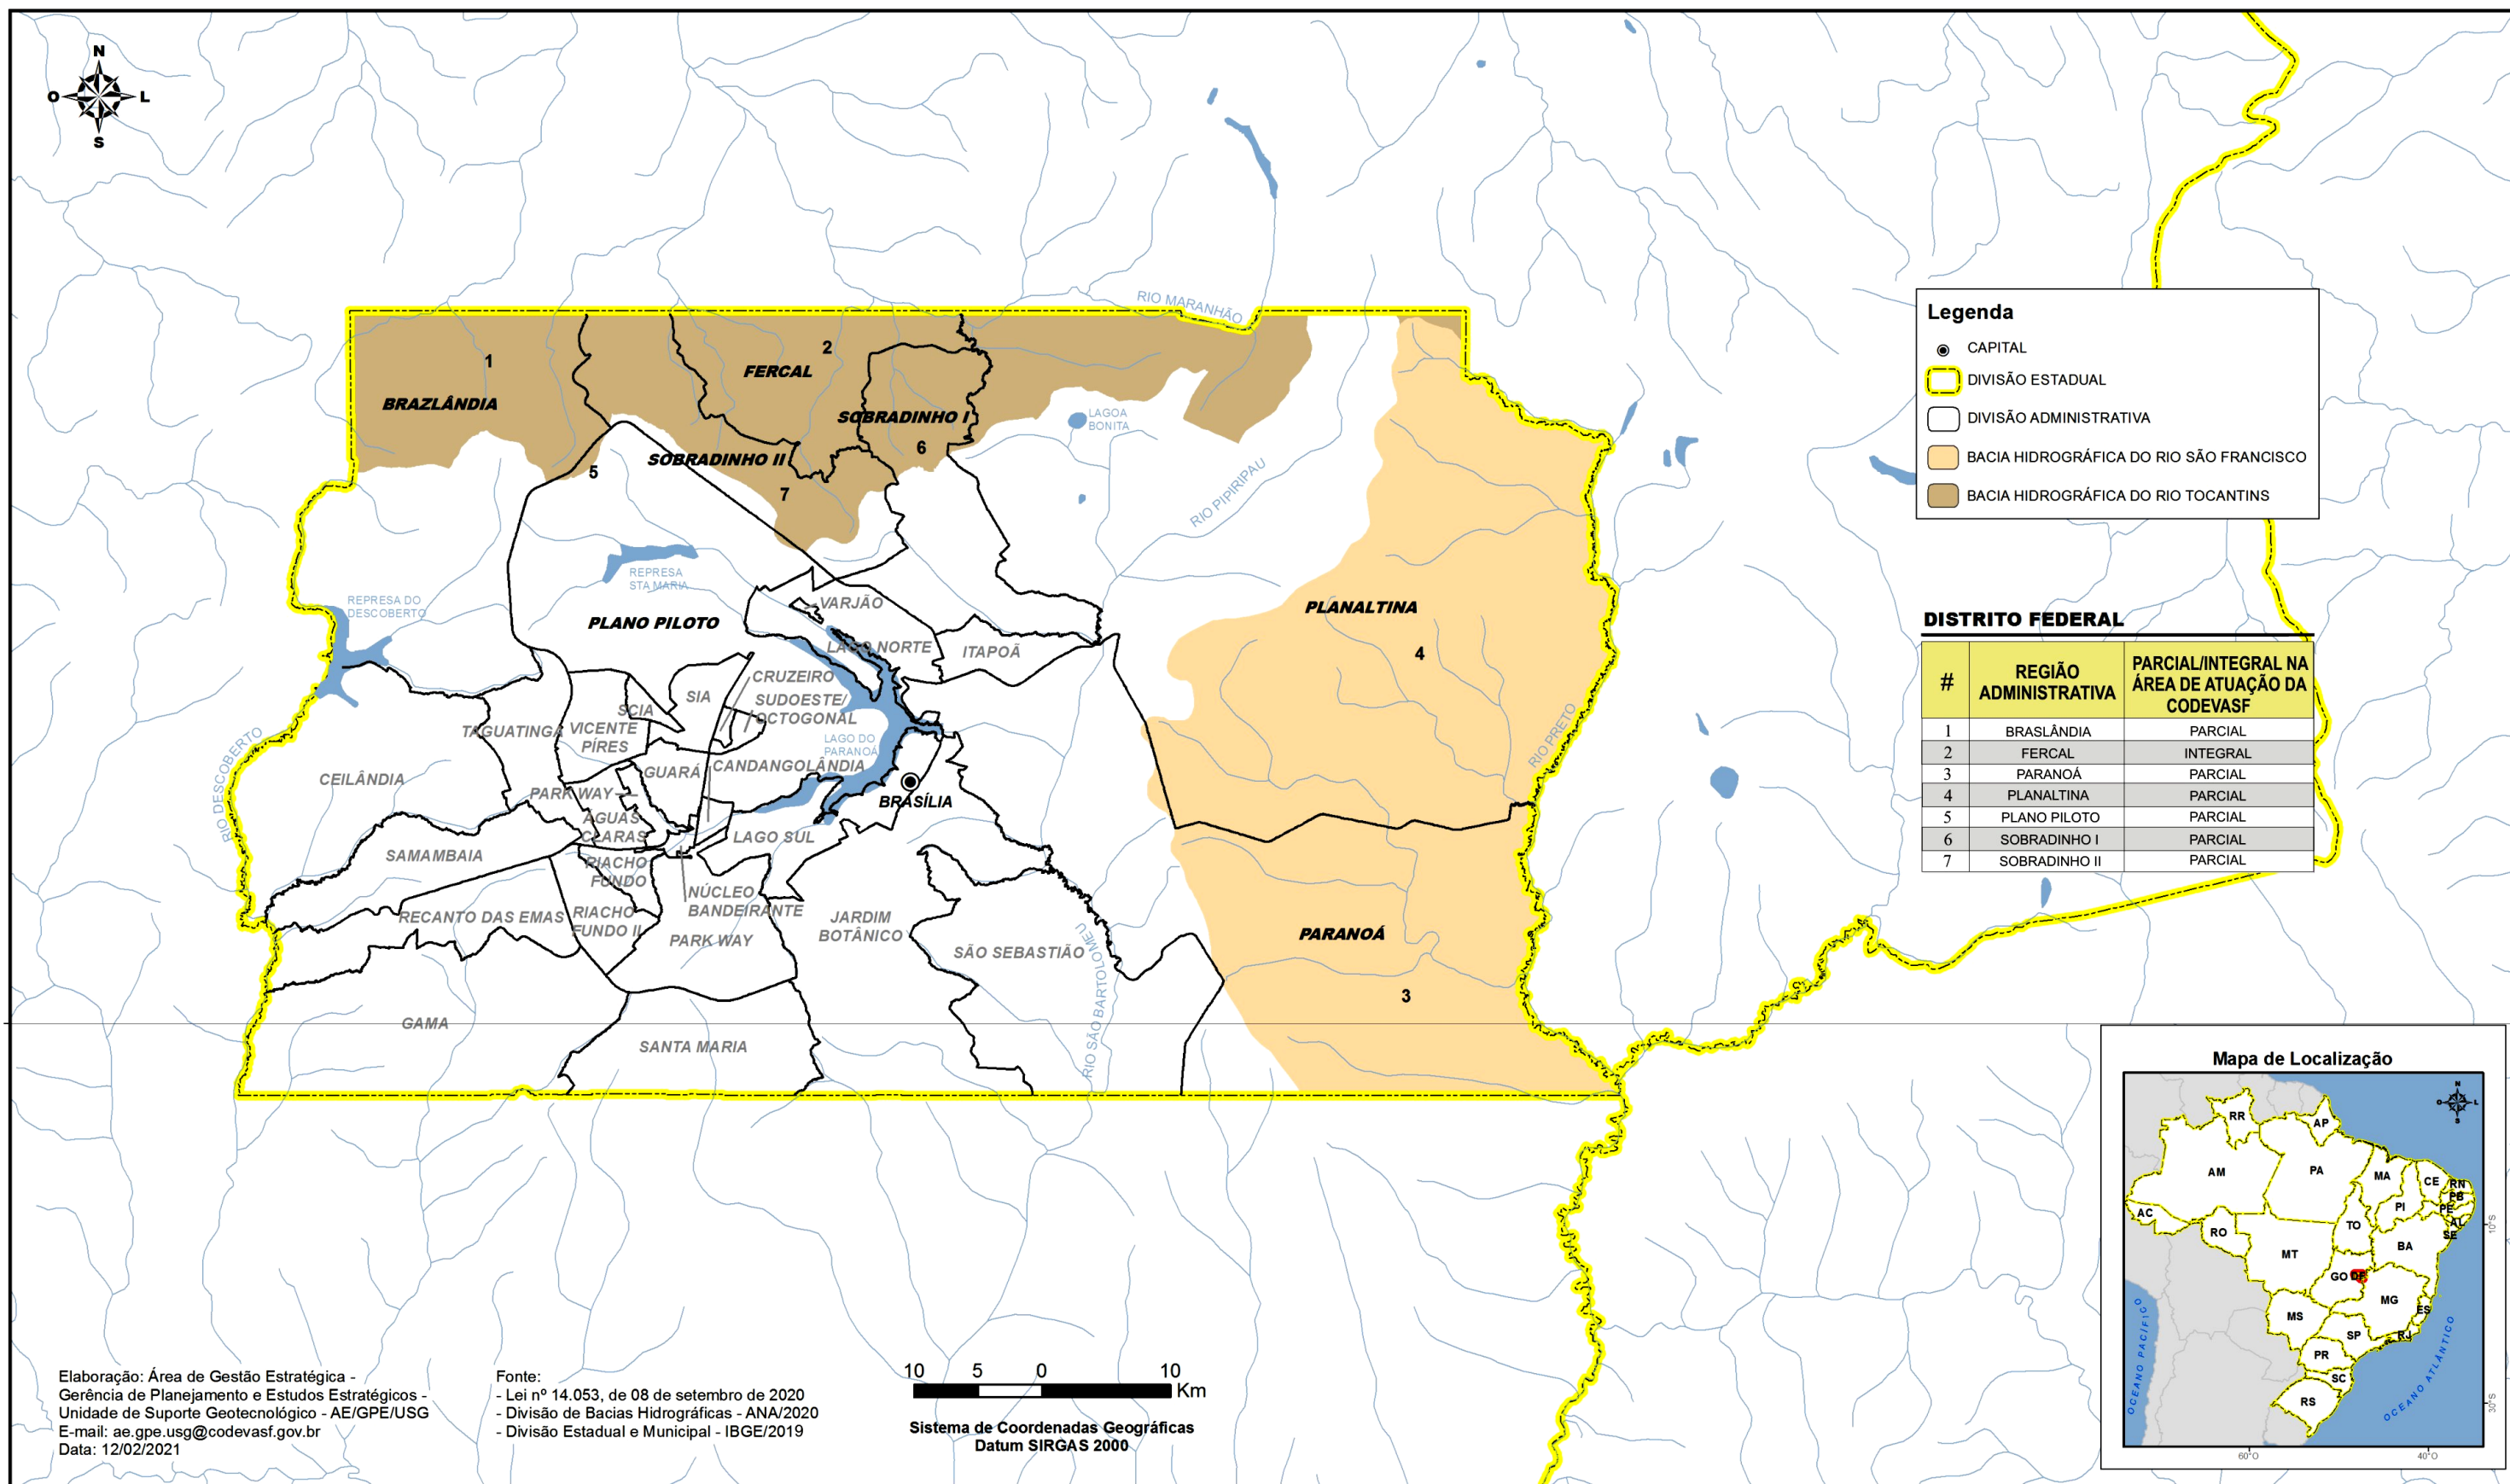 N
O
L
S
RIO MARANHÃO
1
2
FERCAL
BRAZLÂNDIA
SOBRADINHO I
6
LAGOA
BONITA
5
SOBRADINHO II
7
RIO PIPIRIPAU
REPRESA
STA MARIA
REPRESA DO
DESCOBERTO
VARJÃO
PLANALTINA
4
PLANO PILOTO
LAGO NORTE
ITAPOÃ
CRUZEIRO
SUDOESTE/
OCTOGONAL
SIA
SCIA
TAGUATINGA
VICENTE
PÍRES
LAGO DO
PARANOÁ
RIO PRETO
RIO DESCOBERTO
CEILÂNDIA
GUARÁ
CANDANGOLÂNDIA
PARK WAY
BRASÍLIA
ÁGUAS
CLARAS
LAGO SUL
SAMAMBAIA
RIACHO
FUNDO
NÚCLEO
BANDEIRANTE
RECANTO DAS EMAS
RIACHO
FUNDO II
PARK WAY
JARDIM
BOTÂNICO
SÃO SEBASTIÃO
PARANOÁ
3
RIO SÃO BARTOLOMEU
GAMA
SANTA MARIA
Legenda
CAPITAL
DIVISÃO ESTADUAL
DIVISÃO ADMINISTRATIVA
BACIA HIDROGRÁFICA DO RIO SÃO FRANCISCO
BACIA HIDROGRÁFICA DO RIO TOCANTINS
DISTRITO FEDERAL
# REGIÃO ADMINISTRATIVA PARCIAL/INTEGRAL NA ÁREA DE ATUAÇÃO DA CODEVASF
1 BRASLÂNDIA PARCIAL
2 FERCAL INTEGRAL
3 PARANOÁ PARCIAL
4 PLANALTINA PARCIAL
5 PLANO PILOTO PARCIAL
6 SOBRADINHO I PARCIAL
7 SOBRADINHO II PARCIAL
Mapa de Localização
N
O
L
S
RR
AP
AM
PA
MA
CE
RN
PB
PI
PE
AL
SE
AC
RO
TO
BA
MT
GO
DF
MG
ES
MS
SP
RJ
PR
SC
RS
OCEANO PACÍFICO
OCEANO ATLÂNTICO
10°S
30°S
60°O
40°O
Elaboração: Área de Gestão Estratégica -
Gerência de Planejamento e Estudos Estratégicos -
Unidade de Suporte Geotecnológico - AE/GPE/USG
E-mail: ae.gpe.usg@codevasf.gov.br
Data: 12/02/2021
Fonte:
- Lei nº 14.053, de 08 de setembro de 2020
- Divisão de Bacias Hidrográficas - ANA/2020
- Divisão Estadual e Municipal - IBGE/2019
10 5 0 10
Km
Sistema de Coordenadas Geográficas
Datum SIRGAS 2000